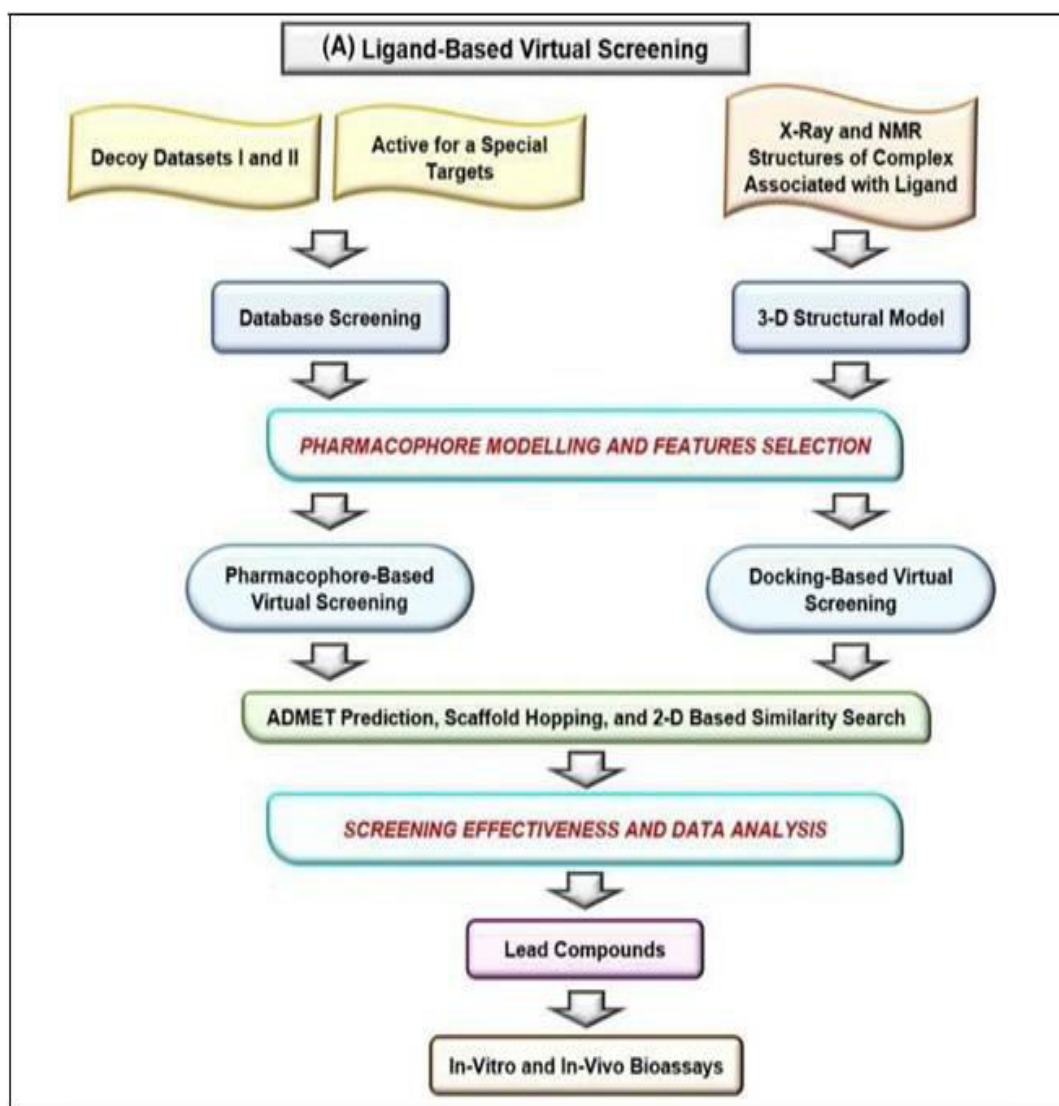 (A) Ligand-Based Virtual Screening
Decoy Datasets I and II
Active for a Special
Targets
X-Ray and NMR
Structures of Complex
Associated with Ligand
Database Screening
3-D Structural Model
PHARMACOPHORE MODELLING AND FEATURES SELECTION
Pharmacophore-Based
Virtual Screening
Docking-Based Virtual
Screening
ADMET Prediction, Scaffold Hopping, and 2-D Based Similarity Search
SCREENING EFFECTIVENESS AND DATA ANALYSIS
Lead Compounds
In-Vitro and In-Vivo Bioassays